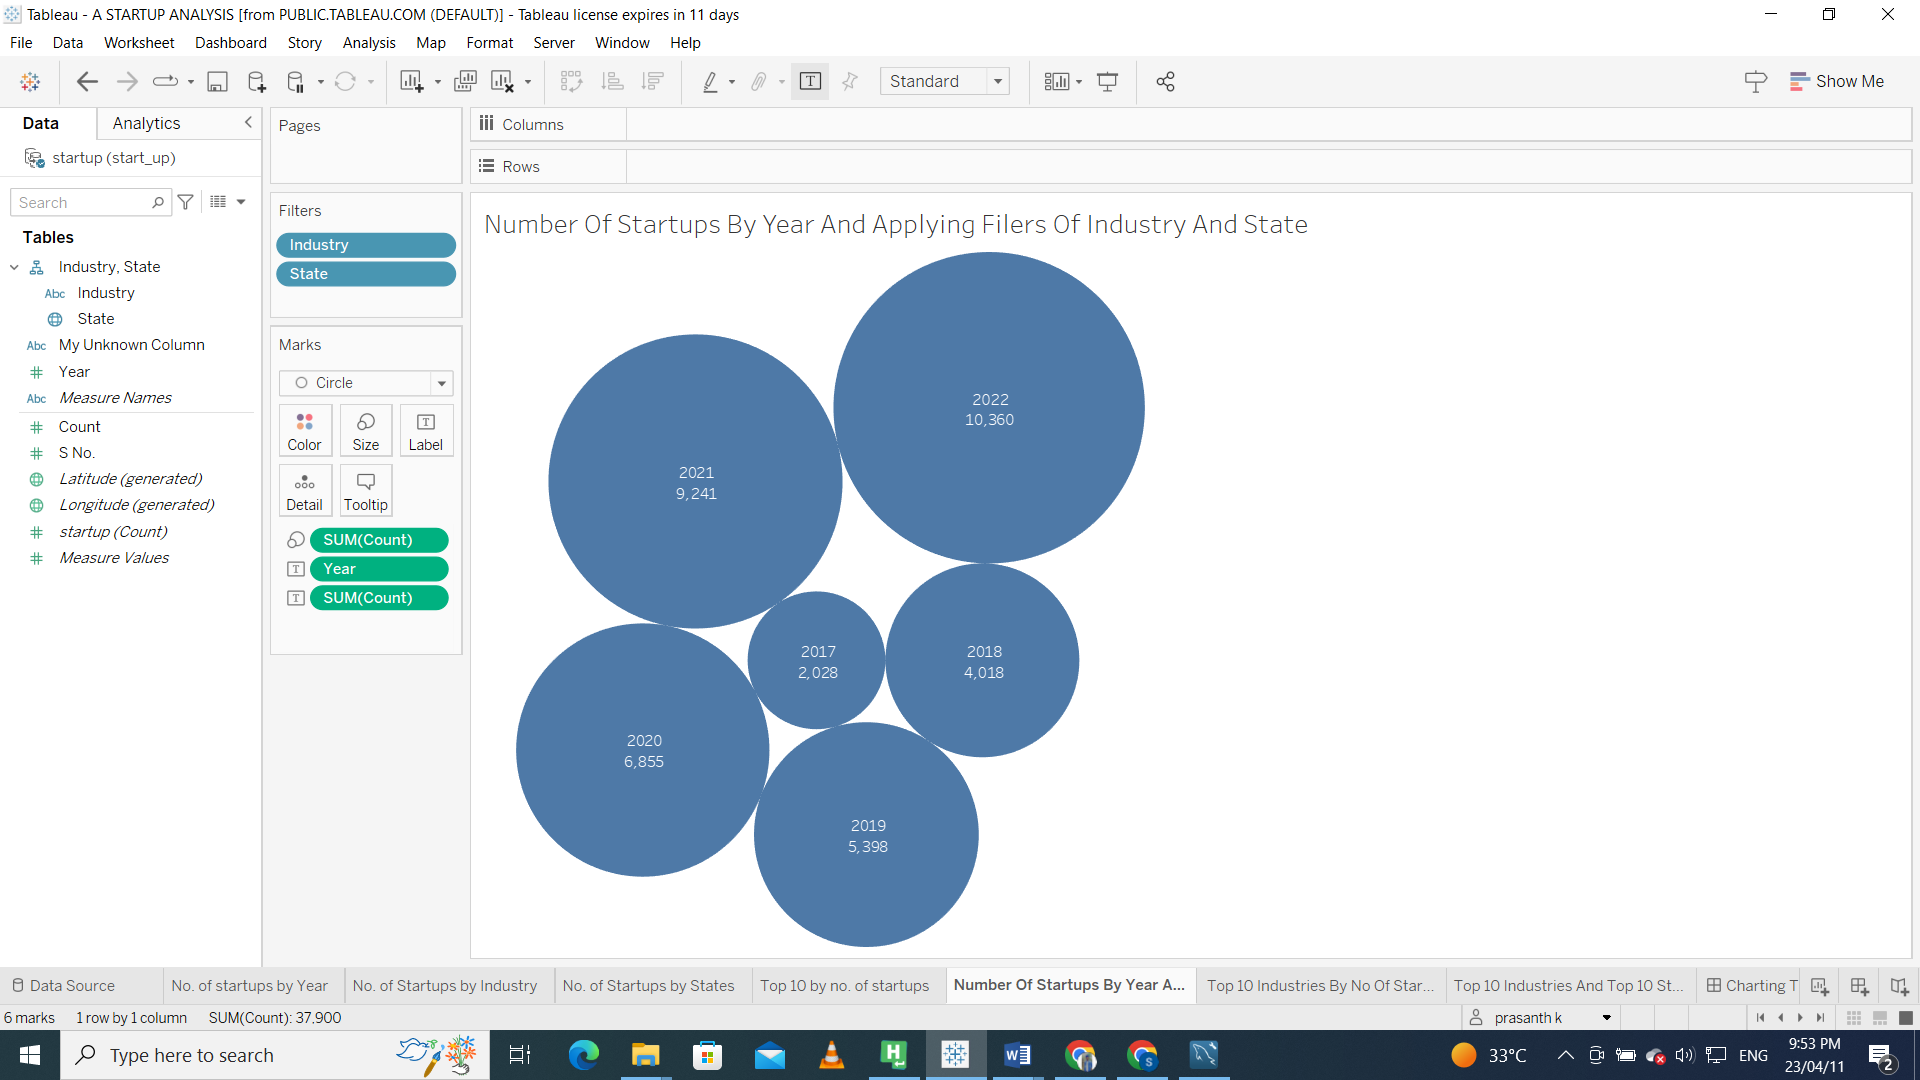 Tableau - A STARTUP ANALYSIS [from PUBLIC.TABLEAU.COM (DEFAULT)] - Tableau license expires in 11 days
File Data Worksheet Dashboard Story Analysis Map Format Server Window Help
Standard
Show Me
Data
Analytics
startup (start_up)
Search
Tables
Industry, State
Abc Industry
State
Abc My Unknown Column
Year
Abc Measure Names
Count
S No.
Latitude (generated)
Longitude (generated)
startup (Count)
Measure Values
Pages
Filters
Industry
State
Marks
Circle
Color
Size
Label
Detail
Tooltip
SUM(Count)
Year
SUM(Count)
Columns
Rows
Number Of Startups By Year And Applying Filers Of Industry And State
2022
10,360
2021
9,241
2017
2,028
2018
4,018
2020
6,855
2019
5,398
Data Source
No. of startups by Year
No. of Startups by Industry
No. of Startups by States
Top 10 by no. of startups
Number Of Startups By Year A...
Top 10 Industries By No Of Star...
Top 10 Industries And Top 10 St...
Charting T
6 marks 1 row by 1 column SUM(Count): 37,900
prasanth k
Type here to search
33°C
ENG
9:53 PM
23/04/11
2